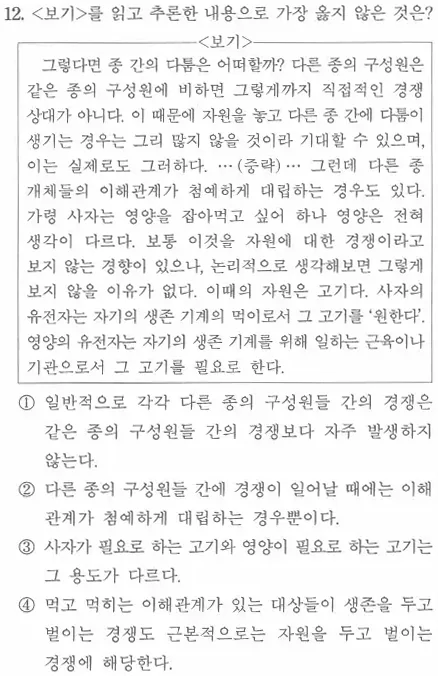 12. <보기>를 읽고 추론한 내용으로 가장 옳지 않은 것은?
<보기>
그렇다면 종 간의 다툼은 어떠할까? 다른 종의 구성원은
같은 종의 구성원에 비하면 그렇게까지 직접적인 경쟁
상대가 아니다. 이 때문에 자원을 놓고 다른 종 간에 다툼이
생기는 경우는 그리 많지 않을 것이라 기대할 수 있으며,
이는 실제로도 그러하다. …(중략)… 그런데 다른 종
개체들의 이해관계가 첨예하게 대립하는 경우도 있다.
가령 사자는 영양을 잡아먹고 싶어 하나 영양은 전혀
생각이 다르다. 보통 이것을 자원에 대한 경쟁이라고
보지 않는 경향이 있으나, 논리적으로 생각해보면 그렇게
보지 않을 이유가 없다. 이때의 자원은 고기다. 사자의
유전자는 자기의 생존 기계의 먹이로서 그 고기를 ‘원한다’.
영양의 유전자는 자기의 생존 기계를 위해 일하는 근육이나
기관으로서 그 고기를 필요로 한다.
① 일반적으로 각각 다른 종의 구성원들 간의 경쟁은
같은 종의 구성원들 간의 경쟁보다 자주 발생하지
않는다.
② 다른 종의 구성원들 간에 경쟁이 일어날 때에는 이해
관계가 첨예하게 대립하는 경우뿐이다.
③ 사자가 필요로 하는 고기와 영양이 필요로 하는 고기는
그 용도가 다르다.
④ 먹고 먹히는 이해관계가 있는 대상들이 생존을 두고
벌이는 경쟁도 근본적으로는 자원을 두고 벌이는
경쟁에 해당한다.